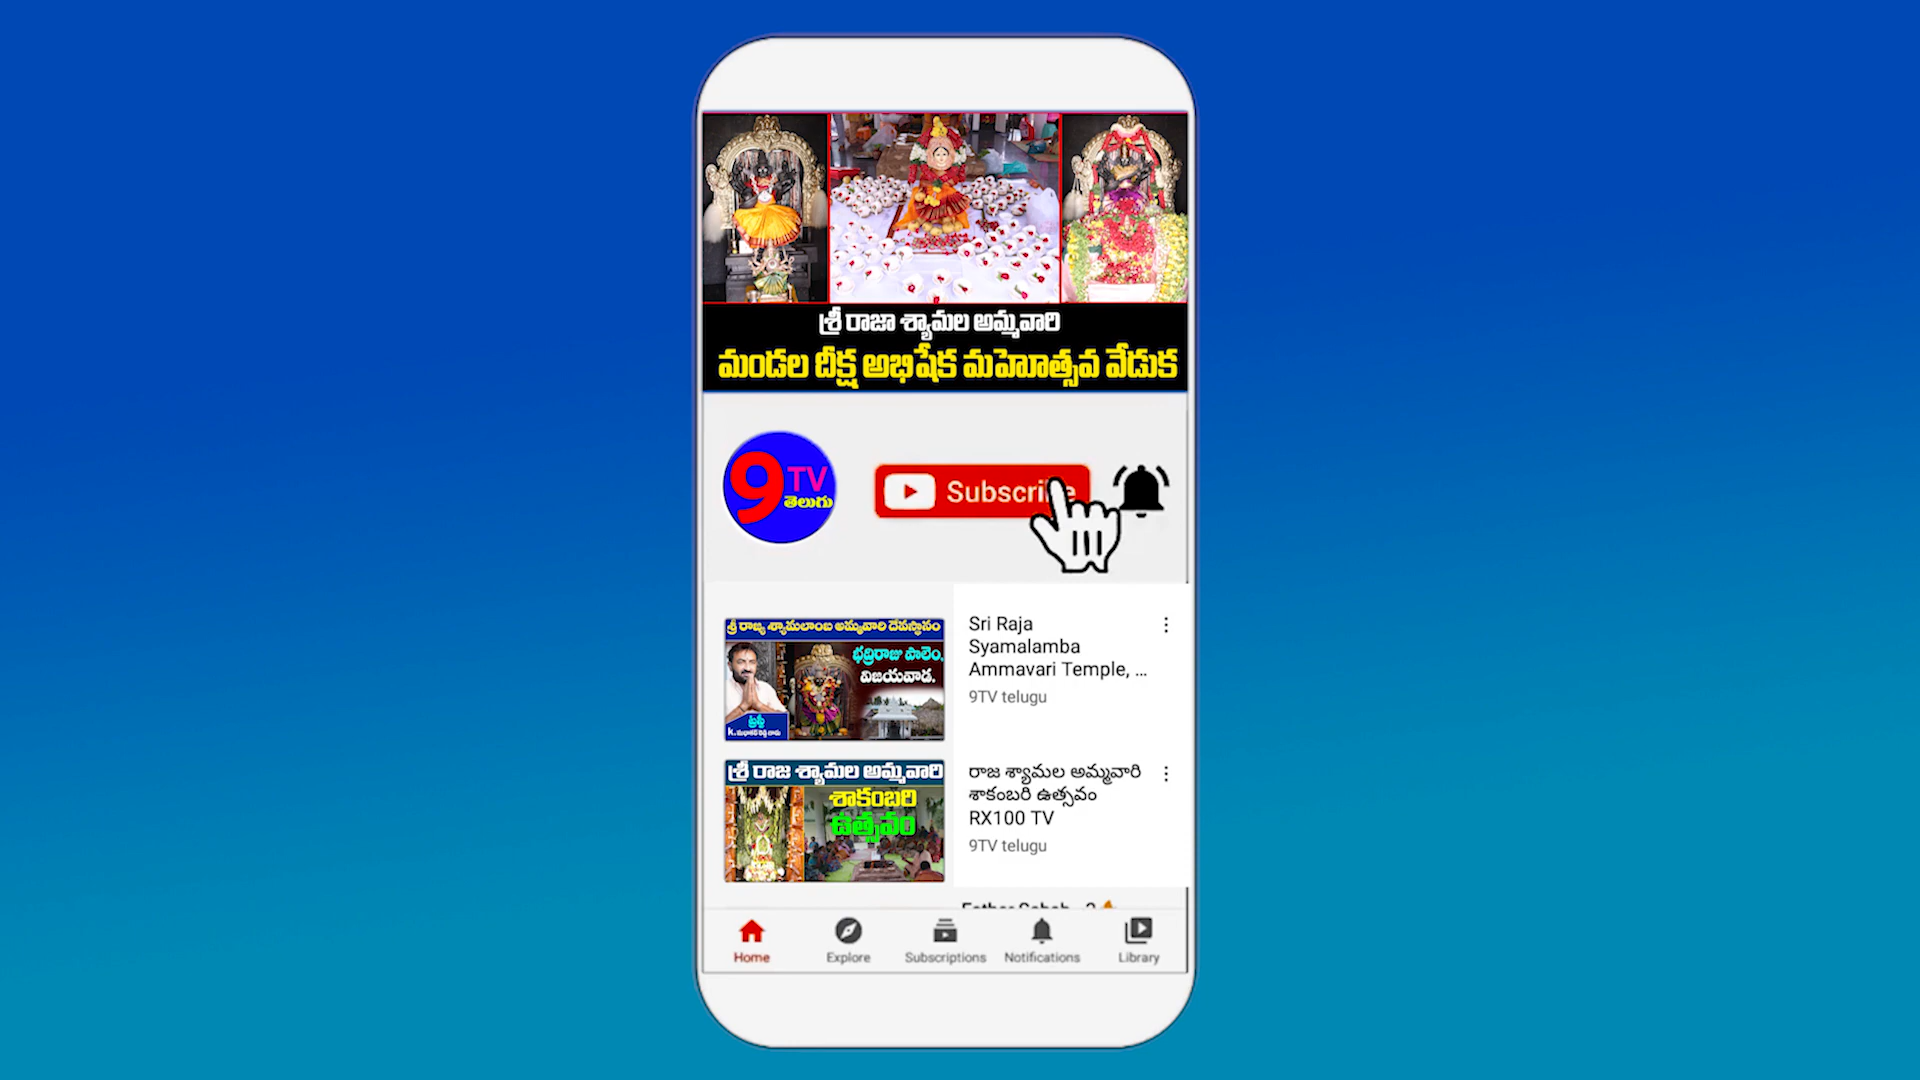 శ్రీ రాజా శ్యామల అమ్మవారి
మండల దీక్ష అభిషేక మహెూత్సవ వేడుక
9 TV
తెలుగు
Subscribe
శ్రీ రాజ్య శ్యామలాంబ అమ్మవారి దేవస్థానం
భద్రిరాజు పాలెం,
విజయవాడ.
ట్రస్టీ
k. సుధాకర్ రెడ్డి గారు
Sri Raja
Syamalamba
Ammavari Temple, ...
9TV telugu
శ్రీ రాజ శ్యామల అమ్మవారి
శాకంబరి
ఉత్సవం
రాజ శ్యామల అమ్మవారి
శాకంబరి ఉత్సవం
RX100 TV
9TV telugu
Home
Explore
Subscriptions
Notifications
Library